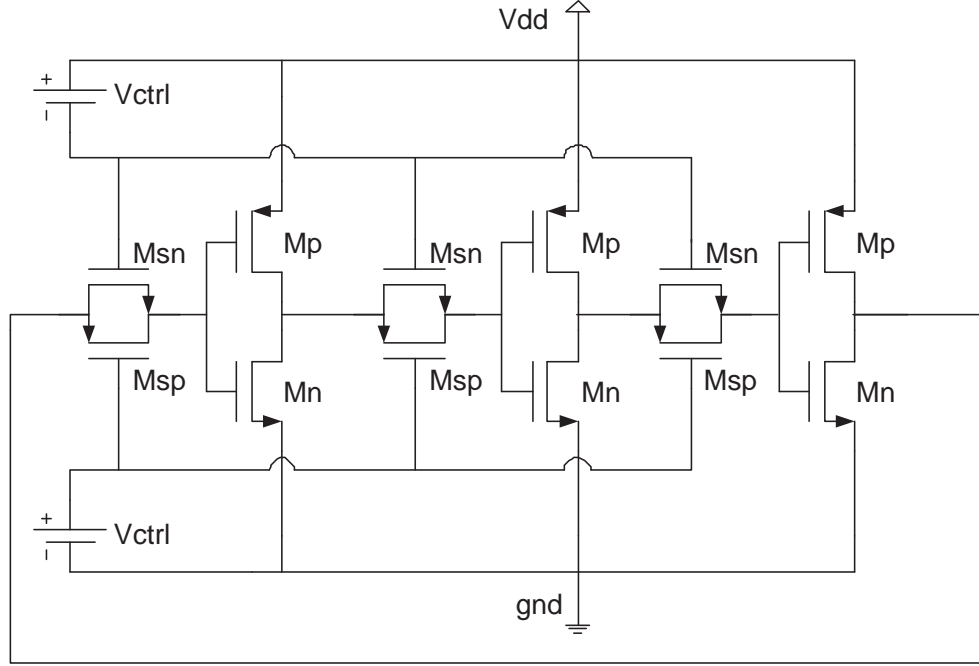 Vdd
+
Vctrl
-
Msn Mp Msn Mp Msn Mp
Msp Mn Msp Mn Msp Mn
+
Vctrl
-
gnd